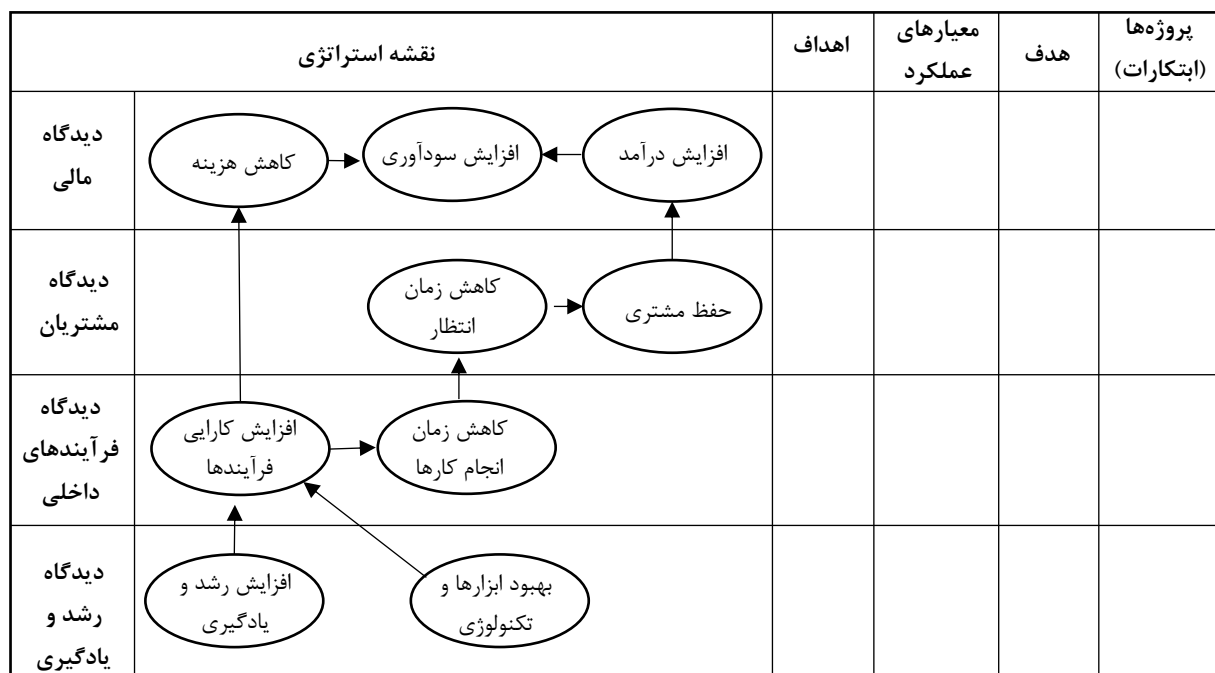 پروژه‌ها
(ابتکارات)
هدف
معیارهای
عملکرد
اهداف
نقشه استراتژی
دیدگاه
مالی
افزایش درآمد
افزایش سودآوری
کاهش هزینه
دیدگاه
مشتریان
حفظ مشتری
کاهش زمان
انتظار
دیدگاه
فرآیندهای
داخلی
کاهش زمان
انجام کارها
افزایش کارایی
فرآیندها
دیدگاه
رشد و
یادگیری
بهبود ابزارها و
تکنولوژی
افزایش رشد و
یادگیری